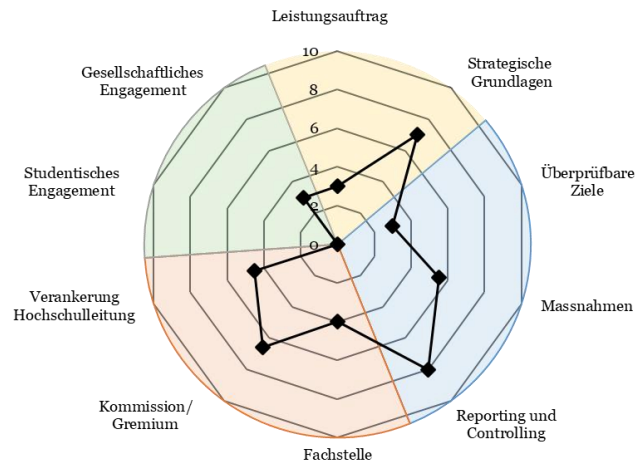 Leistungsauftrag
Strategische
Grundlagen
Überprüfbare
Ziele
Massnahmen
Reporting und
Controlling
Fachstelle
Kommission/
Gremium
Verankerung
Hochschulleitung
Studentisches
Engagement
Gesellschaftliches
Engagement
10
8
6
4
2
0